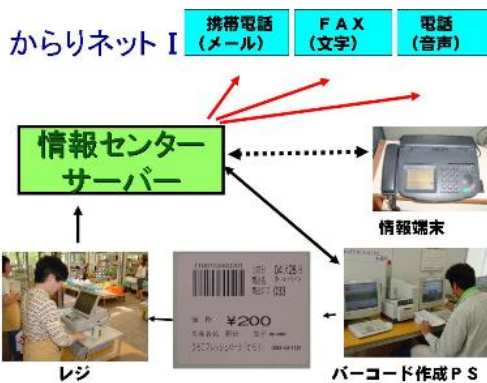 からりネットⅠ
携帯電話
(メール)
ＦＡＸ
(文字)
電話
(音声)
情報センター
サーバー
情報端末
¥200
レジ
バーコード作成ＰＳ